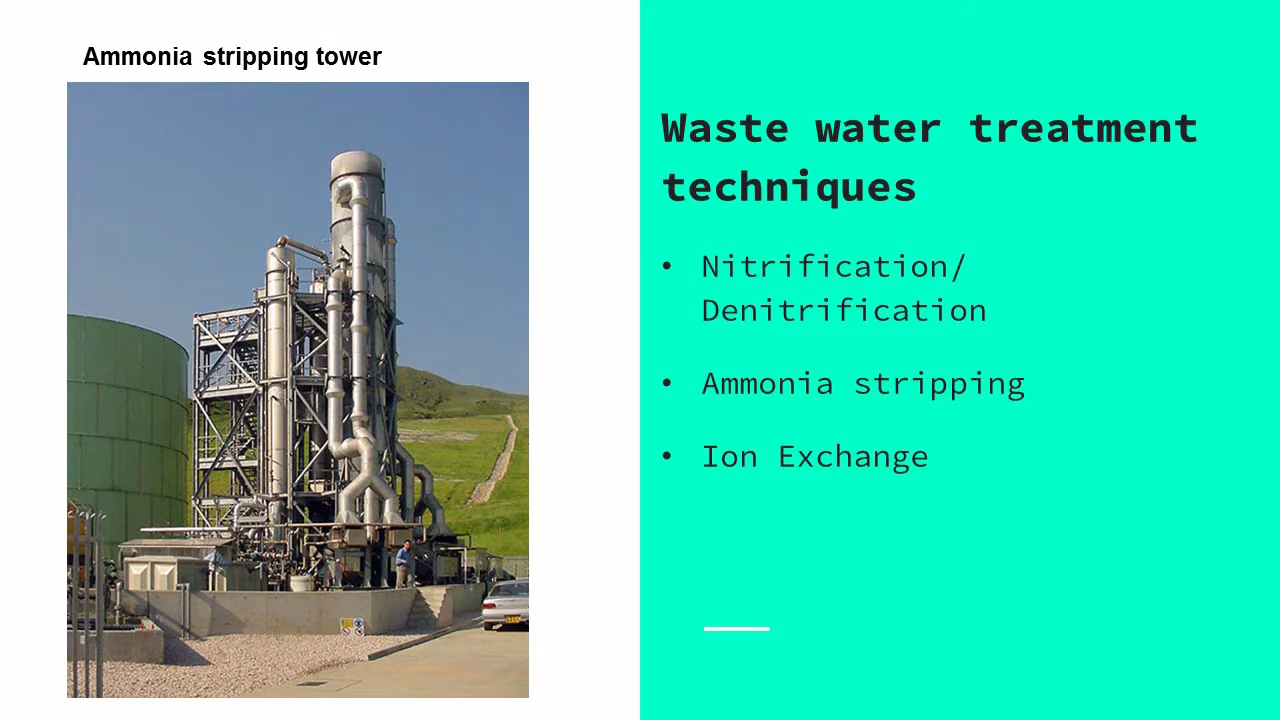 Ammonia stripping tower
Waste water treatment
techniques
• Nitrification/
Denitrification
• Ammonia stripping
• Ion Exchange